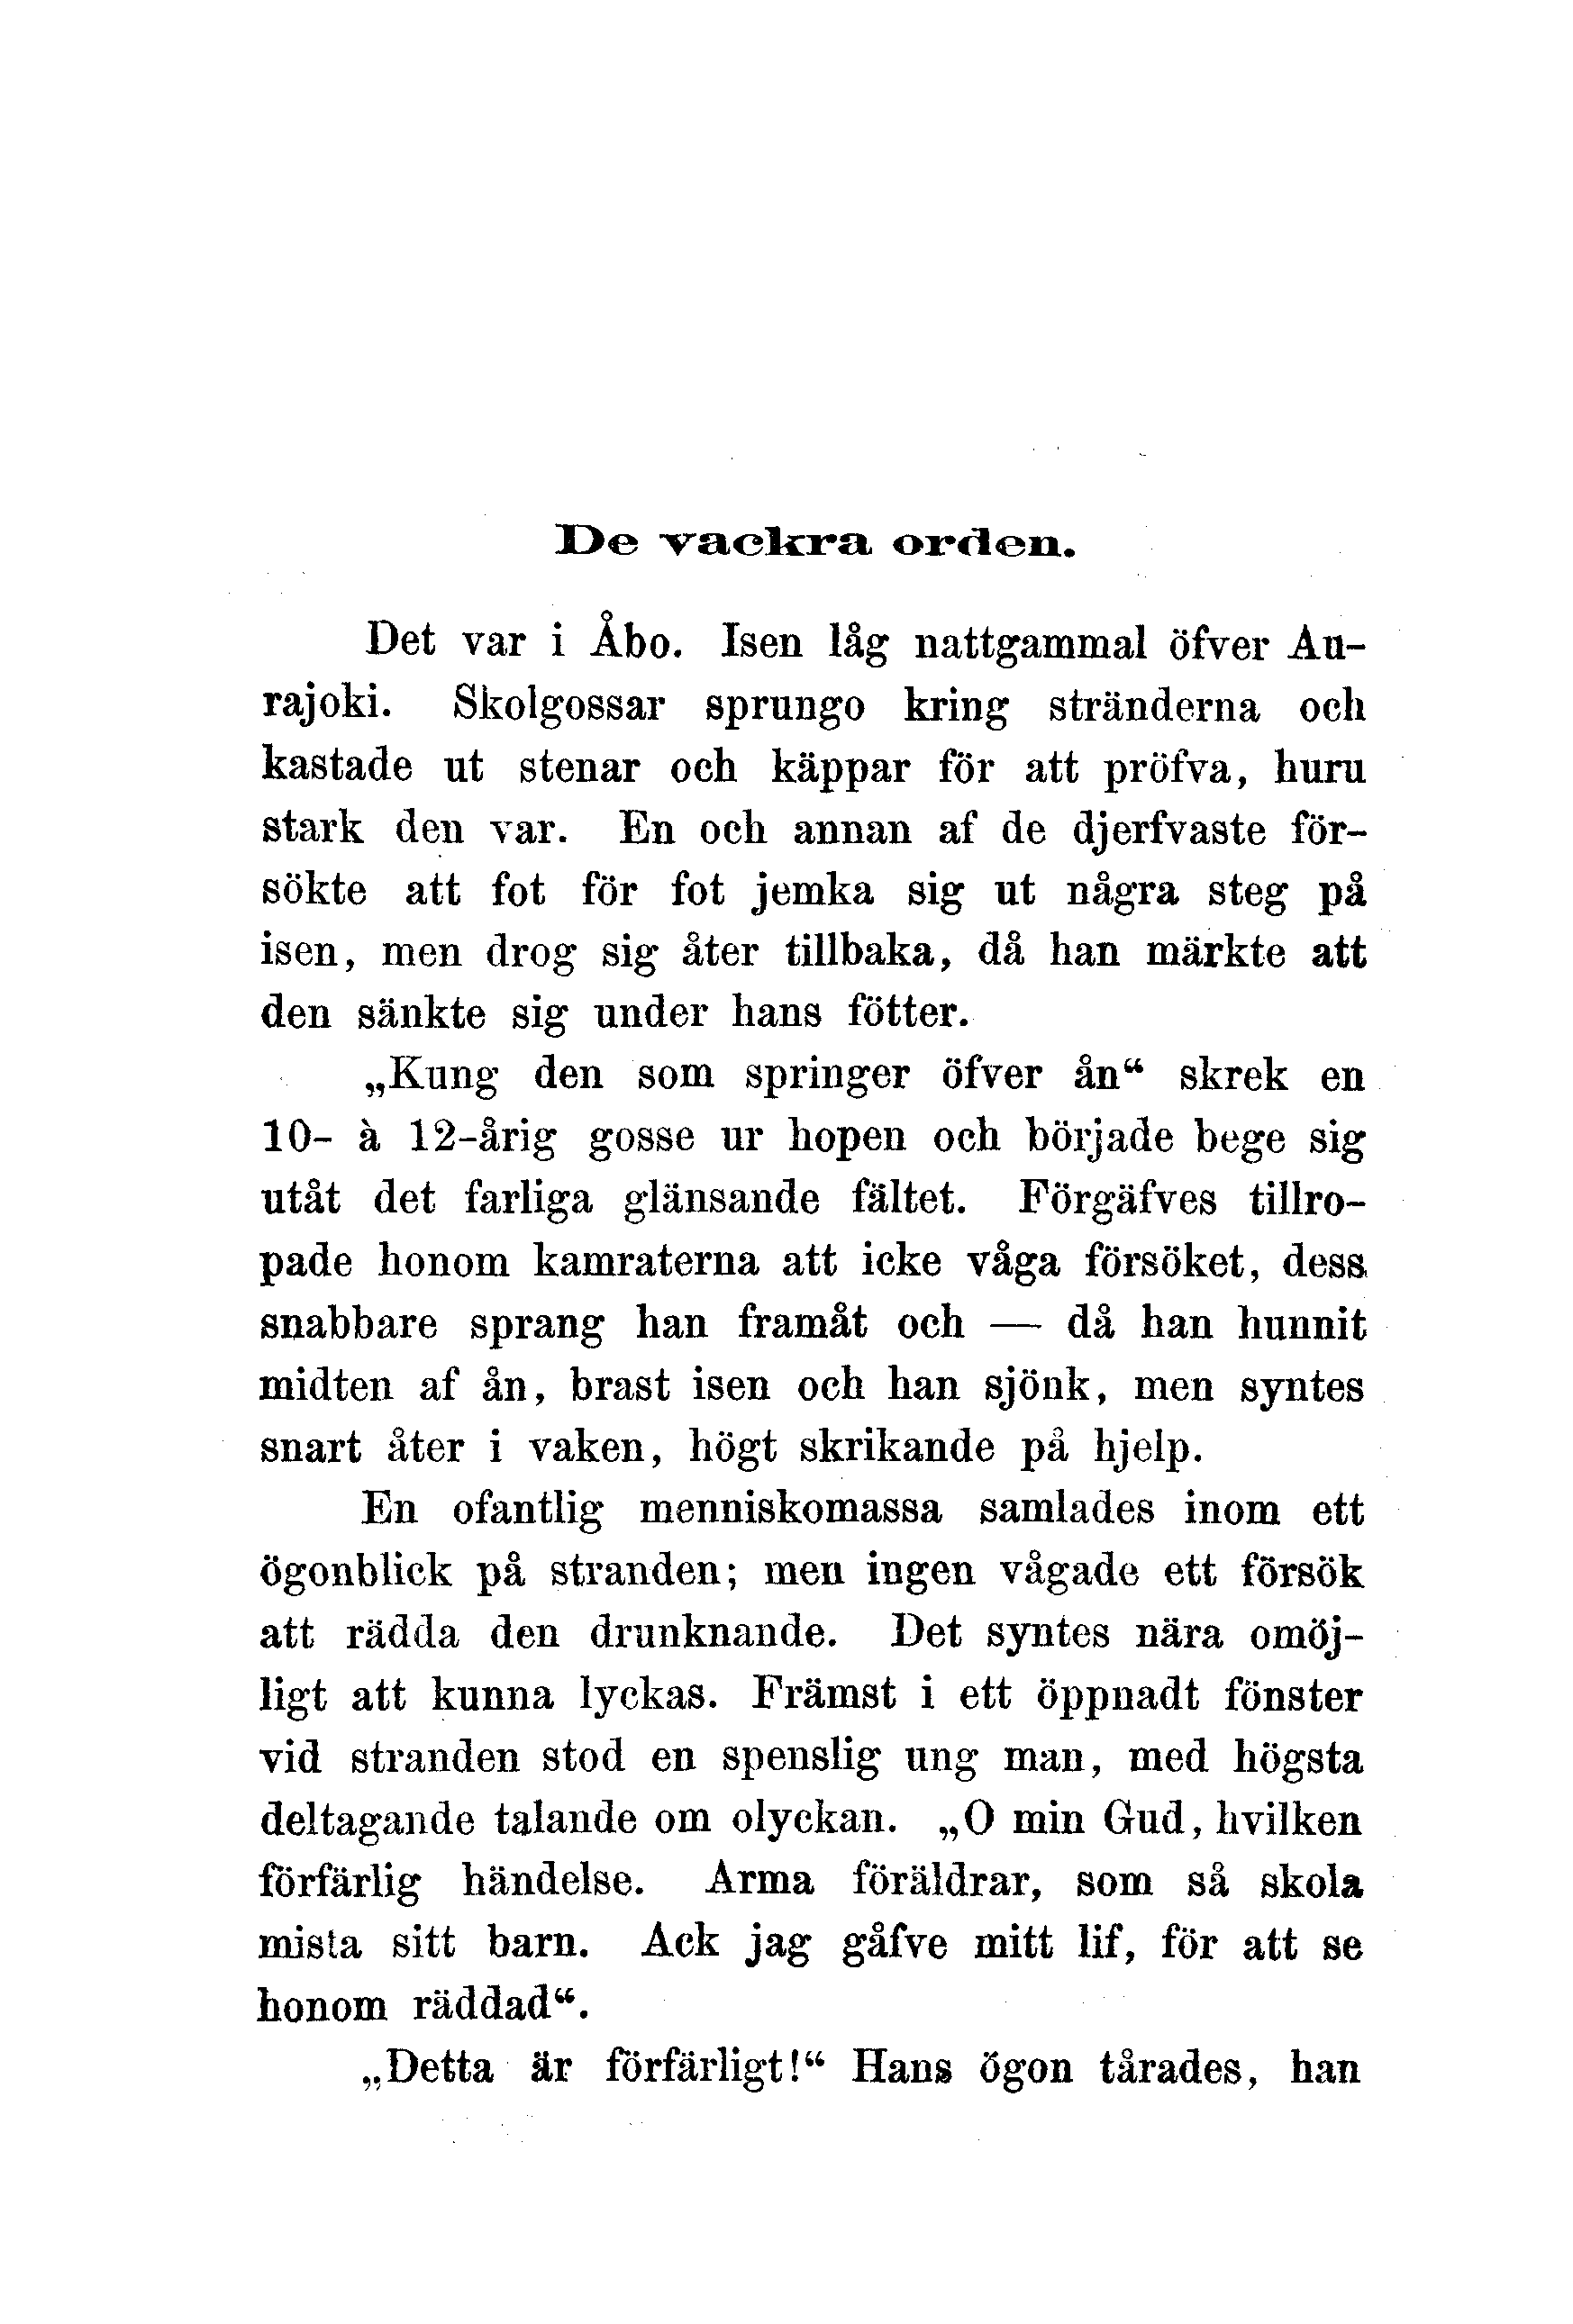 De vackra orden.
Det var i Åbo. Isen låg nattgammal öfver Au-
rajoki. Skolgossar sprungo kring stränderna och
kastade ut stenar och käppar för att pröfva, huru
stark den var. En och annan af de djerfvaste för-
sökte att fot för fot jemka sig ut några steg på
isen, men drog sig åter tillbaka, då han märkte att
den sänkte sig under hans fötter.
„Kung den som springer öfver ån“ skrek en
10- à 12-årig gosse ur hopen och började bege sig
utåt det farliga glänsande fältet. Förgäfves tillro-
pade honom kamraterna att icke våga försöket, dess
snabbare sprang han framåt och — då han hunnit
midten af ån, brast isen och han sjönk, men syntes
snart åter i vaken, högt skrikande på hjelp.
En ofantlig menniskomassa samlades inom ett
ögonblick på stranden; men ingen vågade ett försök
att rädda den drunknande. Det syntes nära omöj-
ligt att kunna lyckas. Främst i ett öppnadt fönster
vid stranden stod en spenslig ung man, med högsta
deltagande talande om olyckan. „O min Gud, hvilken
förfärlig händelse. Arma föräldrar, som så skola
mista sitt barn. Ack jag gåfve mitt lif, för att se
honom räddad“.
„Detta är förfärligt!“ Hans ögon tårades, han